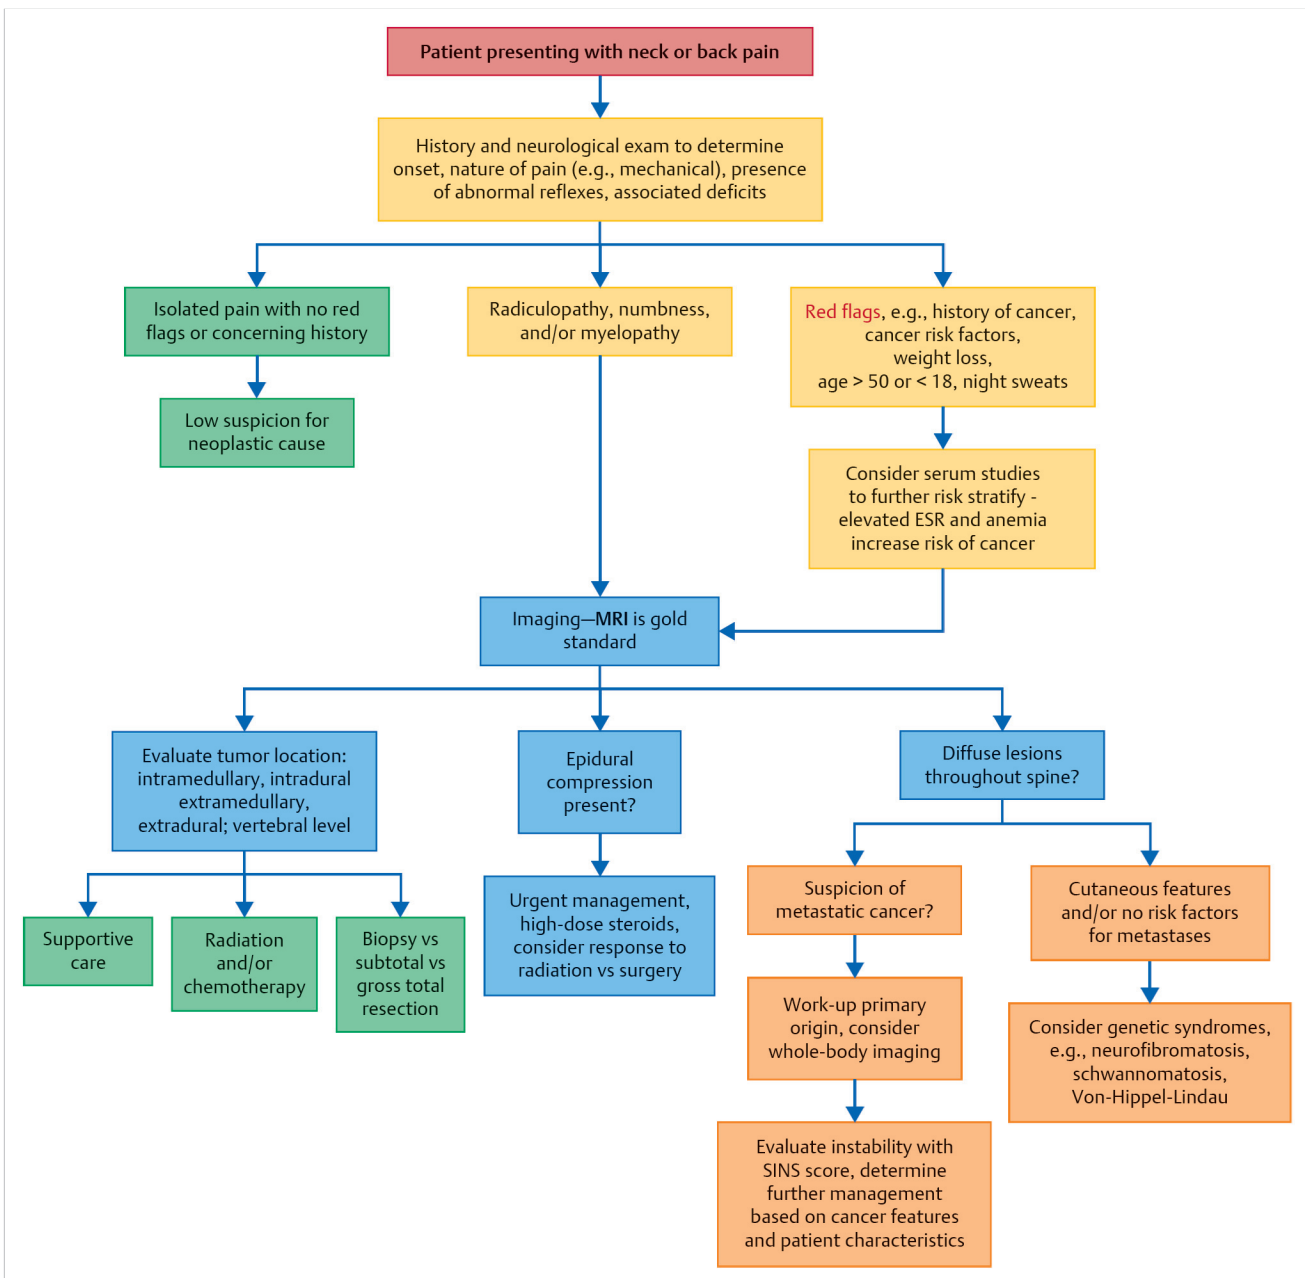 Patient presenting with neck or back pain
History and neurological exam to determine
onset, nature of pain (e.g., mechanical), presence
of abnormal reflexes, associated deficits
Isolated pain with no red
flags or concerning history
Radiculopathy, numbness,
and/or myelopathy
Red flags, e.g., history of cancer,
cancer risk factors,
weight loss,
age > 50 or < 18, night sweats
Low suspicion for
neoplastic cause
Consider serum studies
to further risk stratify -
elevated ESR and anemia
increase risk of cancer
Imaging—MRI is gold
standard
Evaluate tumor location:
intramedullary, intradural
extramedullary,
extradural; vertebral level
Epidural
compression
present?
Diffuse lesions
throughout spine?
Supportive
care
Radiation
and/or
chemotherapy
Biopsy vs
subtotal vs
gross total
resection
Urgent management,
high-dose steroids,
consider response to
radiation vs surgery
Suspicion of
metastatic cancer?
Cutaneous features
and/or no risk factors
for metastases
Work-up primary
origin, consider
whole-body imaging
Consider genetic syndromes,
e.g., neurofibromatosis,
schwannomatosis,
Von-Hippel-Lindau
Evaluate instability with
SINS score, determine
further management
based on cancer features
and patient characteristics